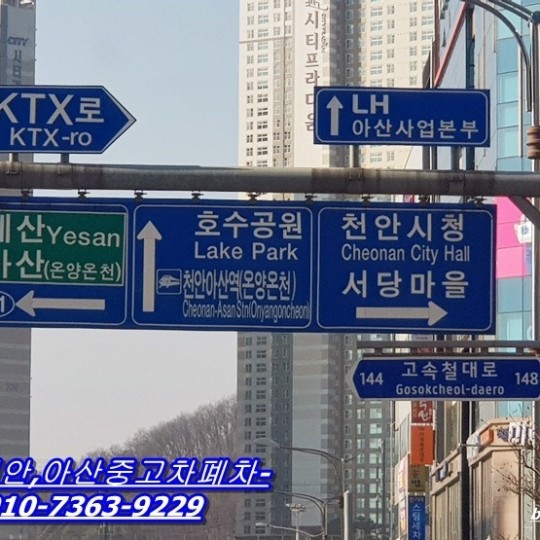 시티프라디움
KTX로
KTX-ro
LH
아산사업본부
예산 Yesan
아산(온양온천)
호수공원
Lake Park
천안아산역(온양온천)
Cheonan-Asan Stn(Onyangoncheon)
천안시청
Cheonan City Hall
서당마을
144 고속철대로 148
Gosokcheol-daero
천안,아산중고차폐차-
010-7363-9229